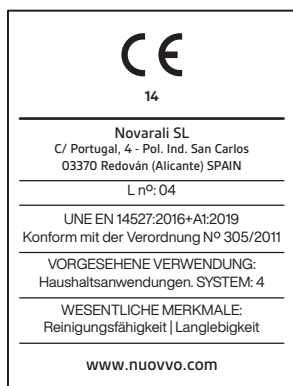 CE
14
Novarali SL
C/ Portugal, 4 - Pol. Ind. San Carlos
03370 Redován (Alicante) SPAIN
L nº: 04
UNE EN 14527:2016+A1:2019
Konform mit der Verordnung Nº 305/2011
VORGESEHENE VERWENDUNG:
Haushaltsanwendungen. SYSTEM: 4
WESENTLICHE MERKMALE:
Reinigungsfähigkeit | Langlebigkeit
www.nuovvo.com